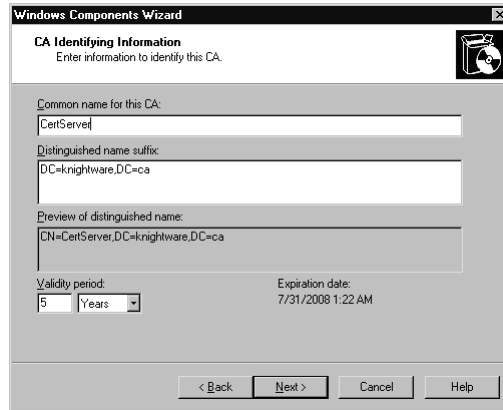 Windows Components Wizard
CA Identifying Information
Enter information to identify this CA.
Common name for this CA:
CertServer
Distinguished name suffix:
DC=knightware,DC=ca
Preview of distinguished name:
CN=CertServer,DC=knightware,DC=ca
Validity period:
Expiration date:
5 Years
7/31/2008 1:22 AM
< Back Next > Cancel Help